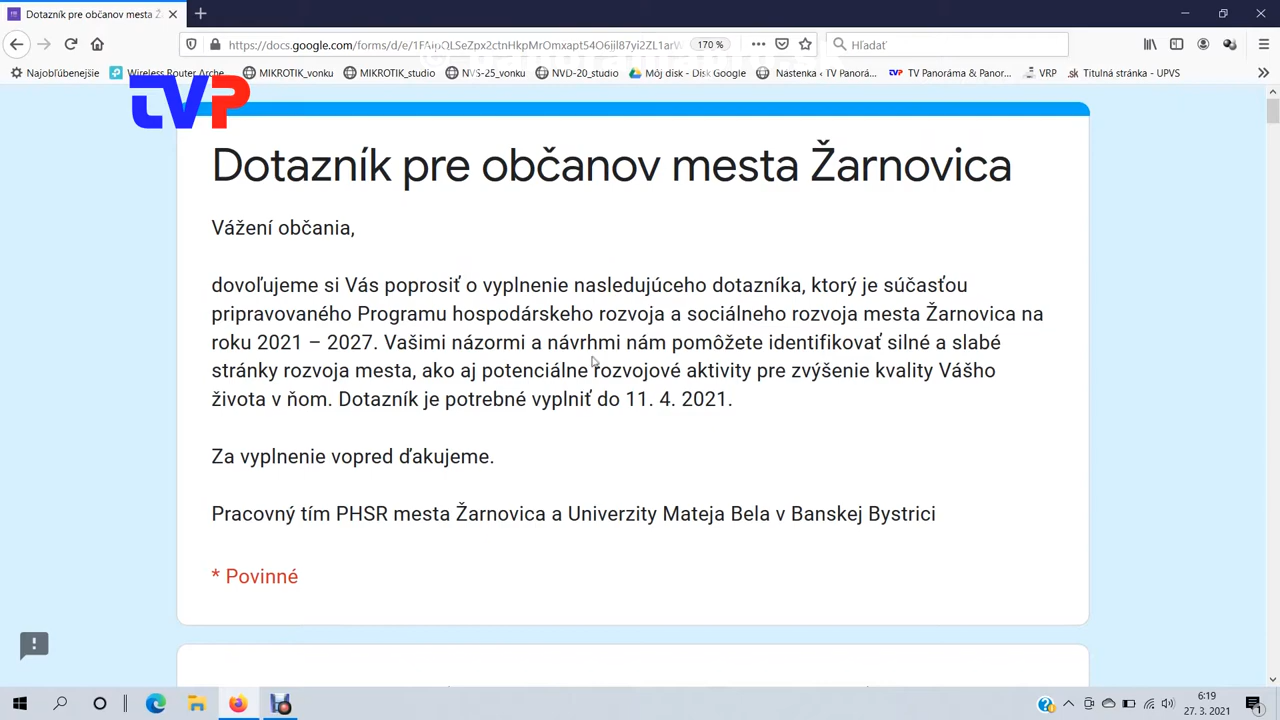 Dotazník pre občanov mesta Ž
https://docs.google.com/forms/d/e/
170 %
Hľadať
Najobľúbenejšie
Wireless Router Arche
MIKROTIK_vonku
MIKROTIK_studio
NVS-25_vonku
NVD-20_studio
Môj disk - Disk Google
Nástenka / TV Panorá...
TV Panoráma & Panor...
VRP
Titulná stránka - UPVS
TVP
Dotazník pre občanov mesta Žarnovica
Vážení občania,
dovoľujeme si Vás poprosiť o vyplnenie nasledujúceho dotazníka, ktorý je súčasťou
pripravovaného Programu hospodárskeho rozvoja a sociálneho rozvoja mesta Žarnovica na
roku 2021 – 2027. Vašimi názormi a návrhmi nám pomôžete identifikovať silné a slabé
stránky rozvoja mesta, ako aj potenciálne rozvojové aktivity pre zvýšenie kvality Vášho
života v ňom. Dotazník je potrebné vyplniť do 11. 4. 2021.
Za vyplnenie vopred ďakujeme.
Pracovný tím PHSR mesta Žarnovica a Univerzity Mateja Bela v Banskej Bystrici
* Povinné
6:19
27. 3. 2021